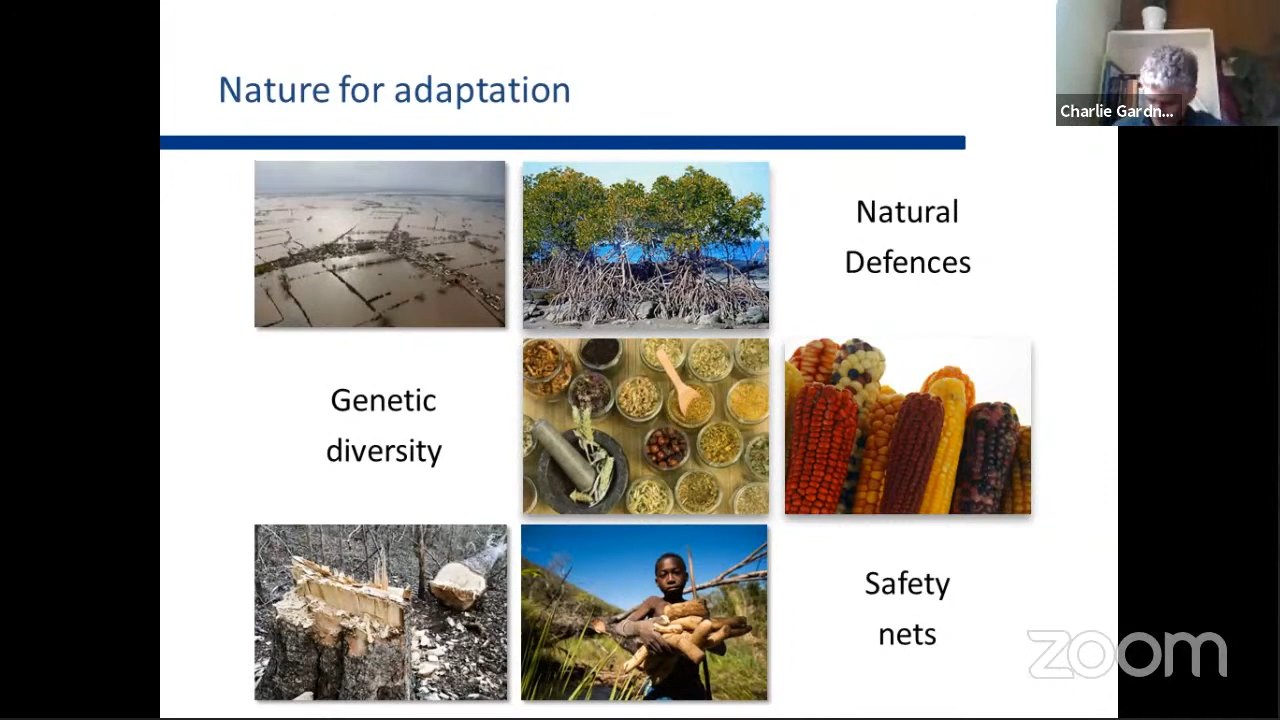 Nature for adaptation
Charlie Gardn...
Natural
Defences
Genetic
diversity
Safety
nets
zoom